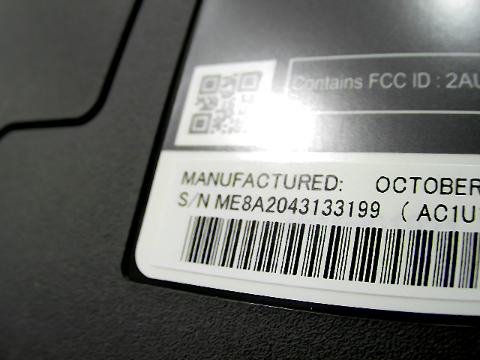 Contains FCC ID : 2AU
MANUFACTURED: OCTOBER
S/N ME8A2043133199 ( AC1U